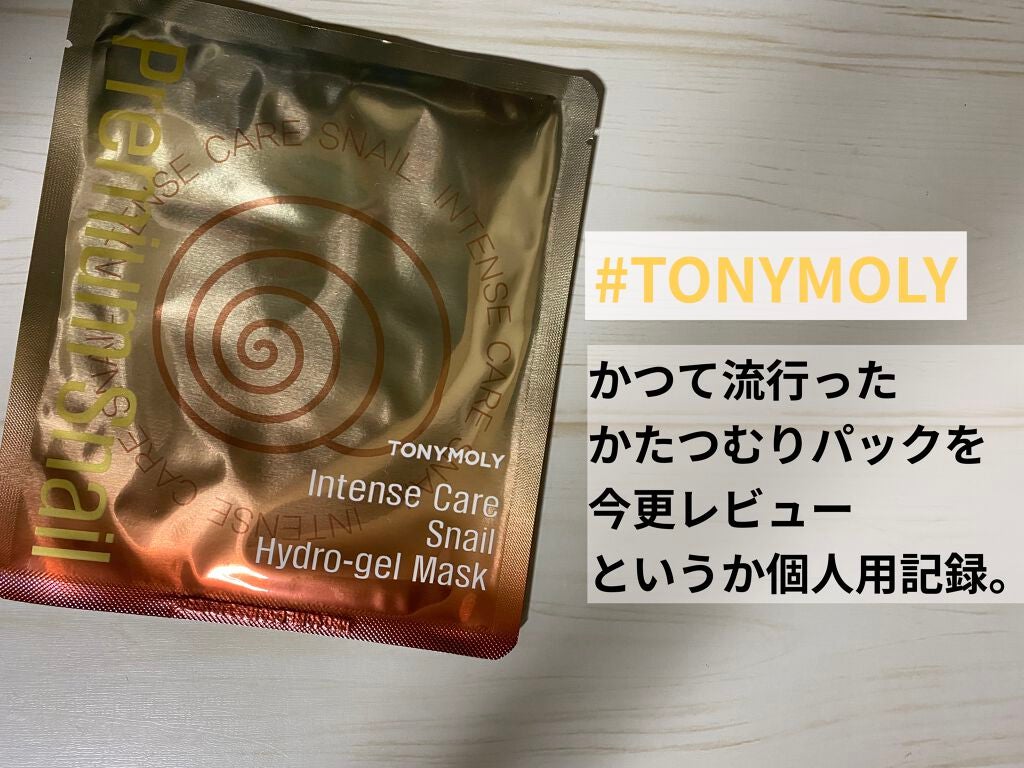 Premium Snail
INTENSE CARE SNAIL INTENSE CARE
INTENSE CARE
TONYMOLY
Intense Care
Snail
Hydro-gel Mask
#TONYMOLY
かつて流行った
かたつむりパックを
今更レビュー
というか個人用記録。